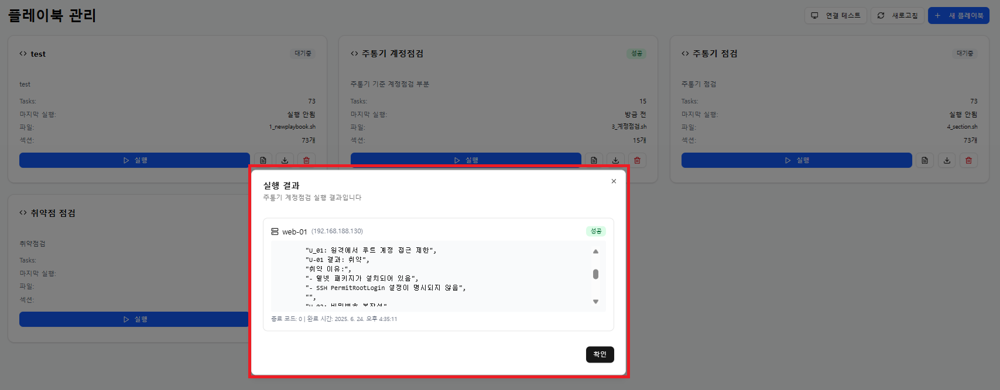 플레이북 관리
연결 테스트
새로고침
+ 새 플레이북
<> test
대기중
test
Tasks: 73
마지막 실행: 실행 안됨
파일: 1_newplaybook.sh
섹션: 73개
실행
<> 주통기 계정점검
성공
주통기 기준 계정점검 부분
Tasks: 15
마지막 실행: 방금 전
파일: 3_계정점검.sh
섹션: 15개
실행
<> 주통기 점검
대기중
주통기 점검
Tasks: 73
마지막 실행: 실행 안됨
파일: 4_section.sh
섹션: 73개
실행
<> 취약점 점검
취약점검
Tasks:
마지막 실행:
파일:
섹션:
실행
실행 결과
주통기 계정점검 실행 결과입니다
web-01 (192.168.188.130)
성공
"U_01: 원격에서 루트 계정 접근 제한",
"U-01 결과: 취약",
"취약 이유:",
"- 텔넷 패키지가 설치되어 있음",
"- SSH PermitRootLogin 설정이 명시되지 않음",
"",
종료 코드: 0 | 완료 시간: 2025. 6. 24. 오후 4:35:11
확인